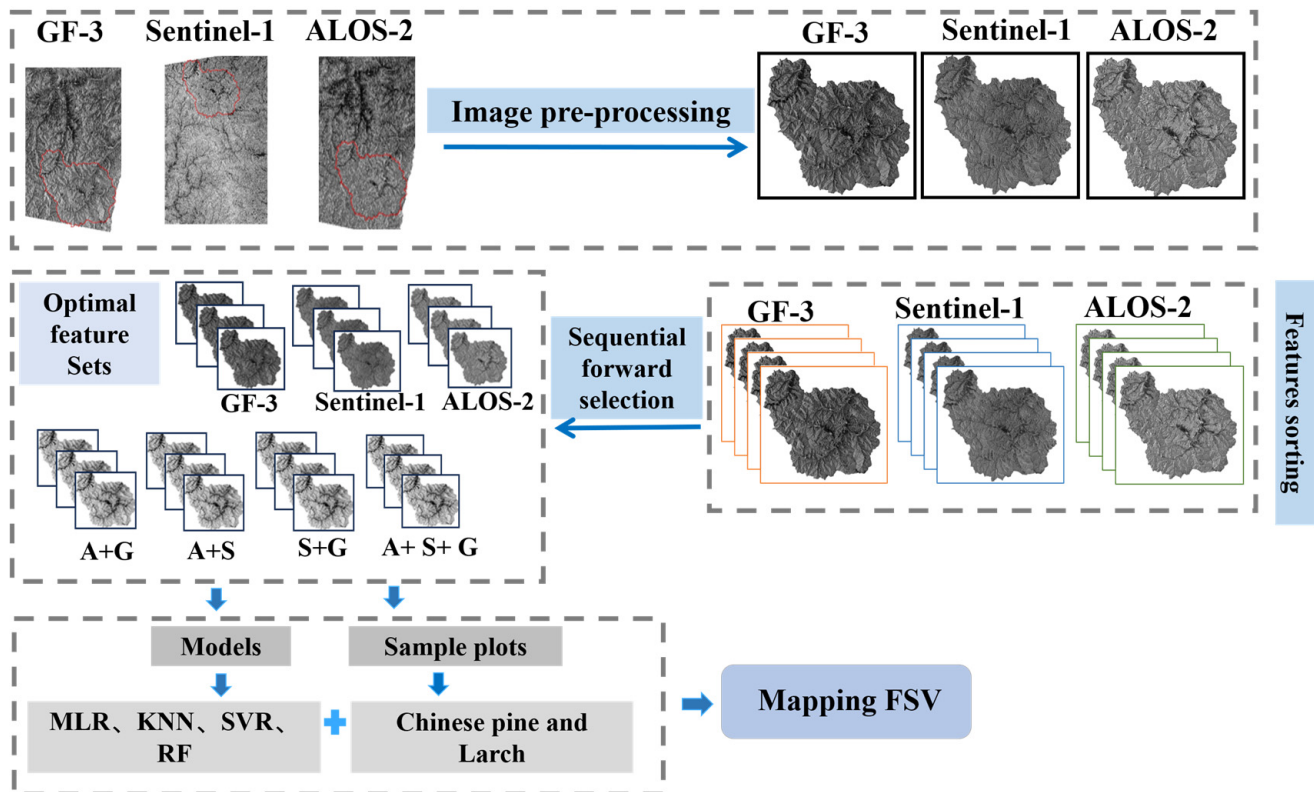 GF-3 Sentinel-1 ALOS-2
Image pre-processing
GF-3 Sentinel-1 ALOS-2
Optimal
feature
Sets
GF-3 Sentinel-1 ALOS-2
A+G A+S S+G A+ S+ G
Sequential
forward
selection
GF-3 Sentinel-1 ALOS-2
Features sorting
Models
Sample plots
MLR、KNN、SVR、
RF
Chinese pine and
Larch
Mapping FSV